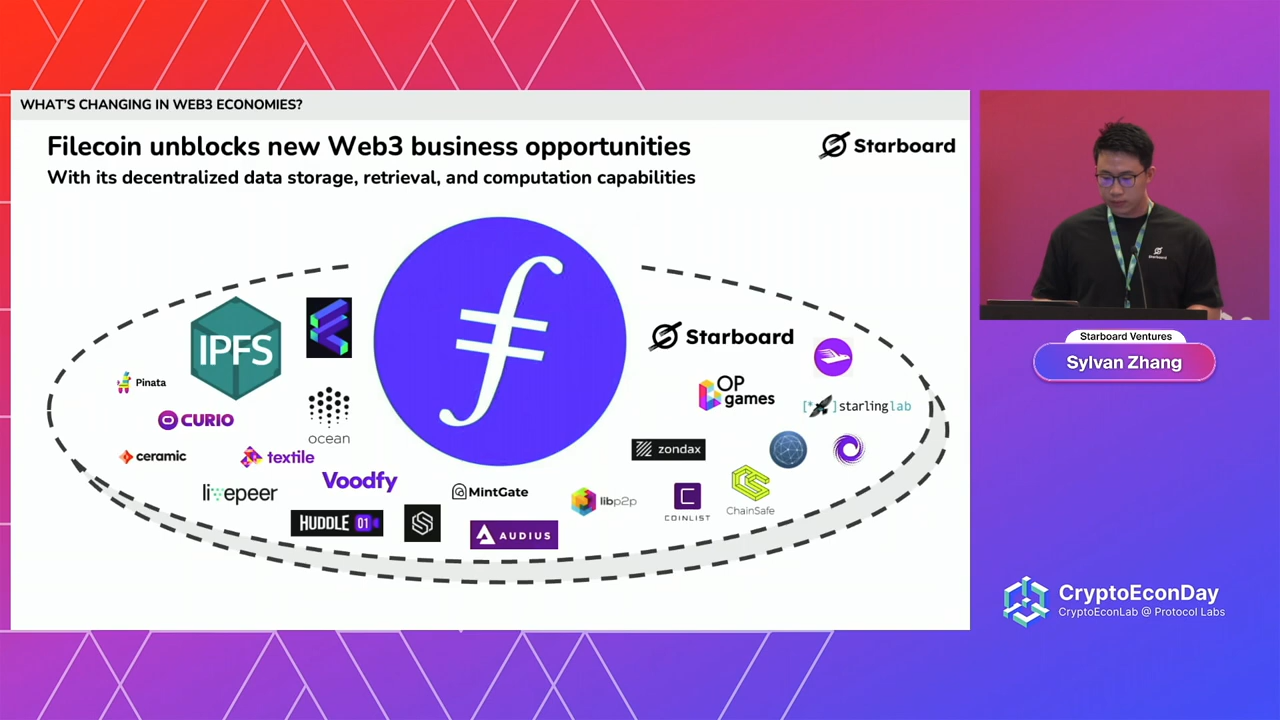 WHAT'S CHANGING IN WEB3 ECONOMIES?
Filecoin unblocks new Web3 business opportunities
With its decentralized data storage, retrieval, and computation capabilities
Starboard
IPFS
Pinata
CURIO
ocean
ceramic
textile
livepeer
Voodfy
HUDDLE 01
MintGate
AUDIUS
libp2p
Starboard
OP
games
[* ]starlinglab
zondax
COINLIST
ChainSafe
Starboard
Starboard Ventures
Sylvan Zhang
CryptoEconDay
CryptoEconLab @ Protocol Labs